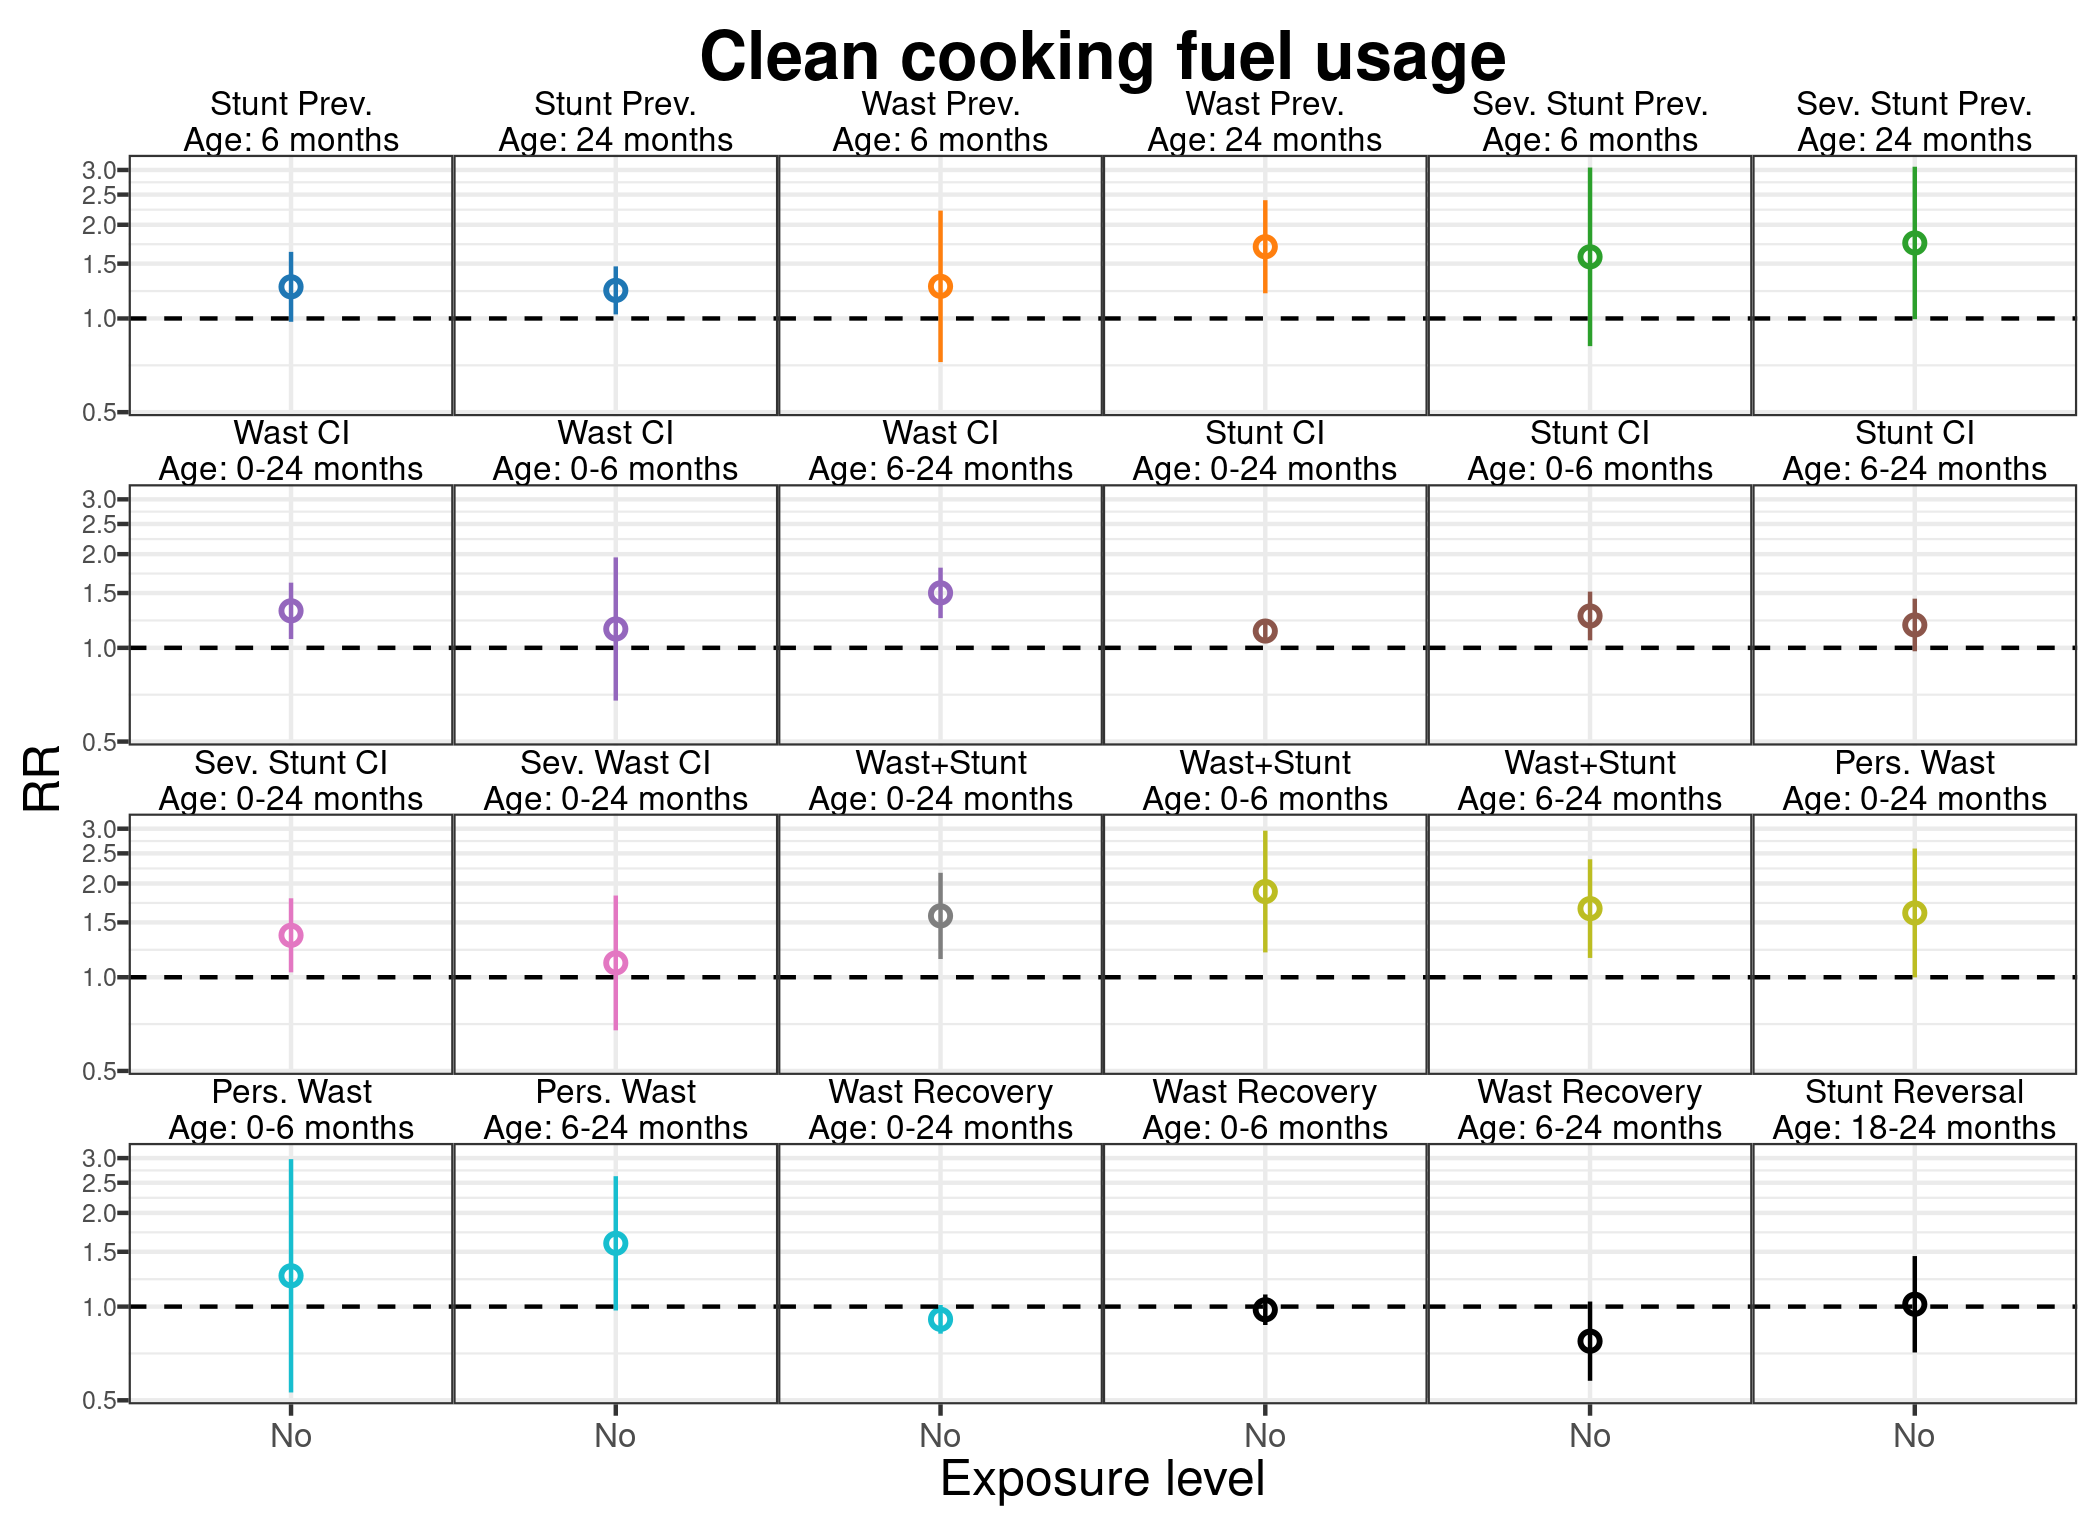 Clean cooking fuel usage
Stunt Prev.
Age: 6 months
Stunt Prev.
Age: 24 months
Wast Prev.
Age: 6 months
Wast Prev.
Age: 24 months
Sev. Stunt Prev.
Age: 6 months
Sev. Stunt Prev.
Age: 24 months
3.0
2.5
2.0
1.5
1.0
0.5
Wast CI
Age: 0-24 months
Wast CI
Age: 0-6 months
Wast CI
Age: 6-24 months
Stunt CI
Age: 0-24 months
Stunt CI
Age: 0-6 months
Stunt CI
Age: 6-24 months
3.0
2.5
2.0
1.5
1.0
0.5
RR
Sev. Stunt CI
Age: 0-24 months
Sev. Wast CI
Age: 0-24 months
Wast+Stunt
Age: 0-24 months
Wast+Stunt
Age: 0-6 months
Wast+Stunt
Age: 6-24 months
Pers. Wast
Age: 0-24 months
3.0
2.5
2.0
1.5
1.0
0.5
Pers. Wast
Age: 0-6 months
Pers. Wast
Age: 6-24 months
Wast Recovery
Age: 0-24 months
Wast Recovery
Age: 0-6 months
Wast Recovery
Age: 6-24 months
Stunt Reversal
Age: 18-24 months
3.0
2.5
2.0
1.5
1.0
0.5
No
No
No
No
No
No
Exposure level